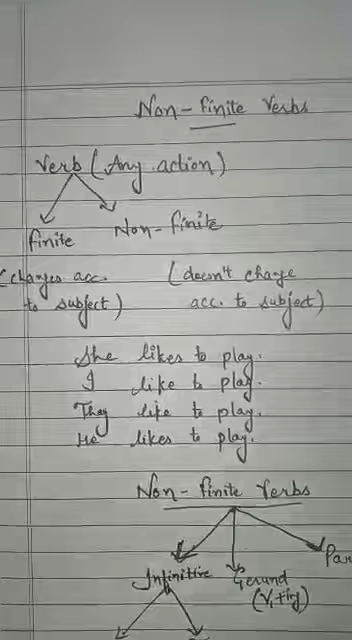 Non-finite Verbs
Verb (Any action)
finite Non-finite
(changes acc. to subject)
(doesn't change acc. to subject)
She likes to play.
I like to play.
They like to play.
He likes to play.
Non-finite Verbs
Infinitive Gerund
(V₁+ing)
Par